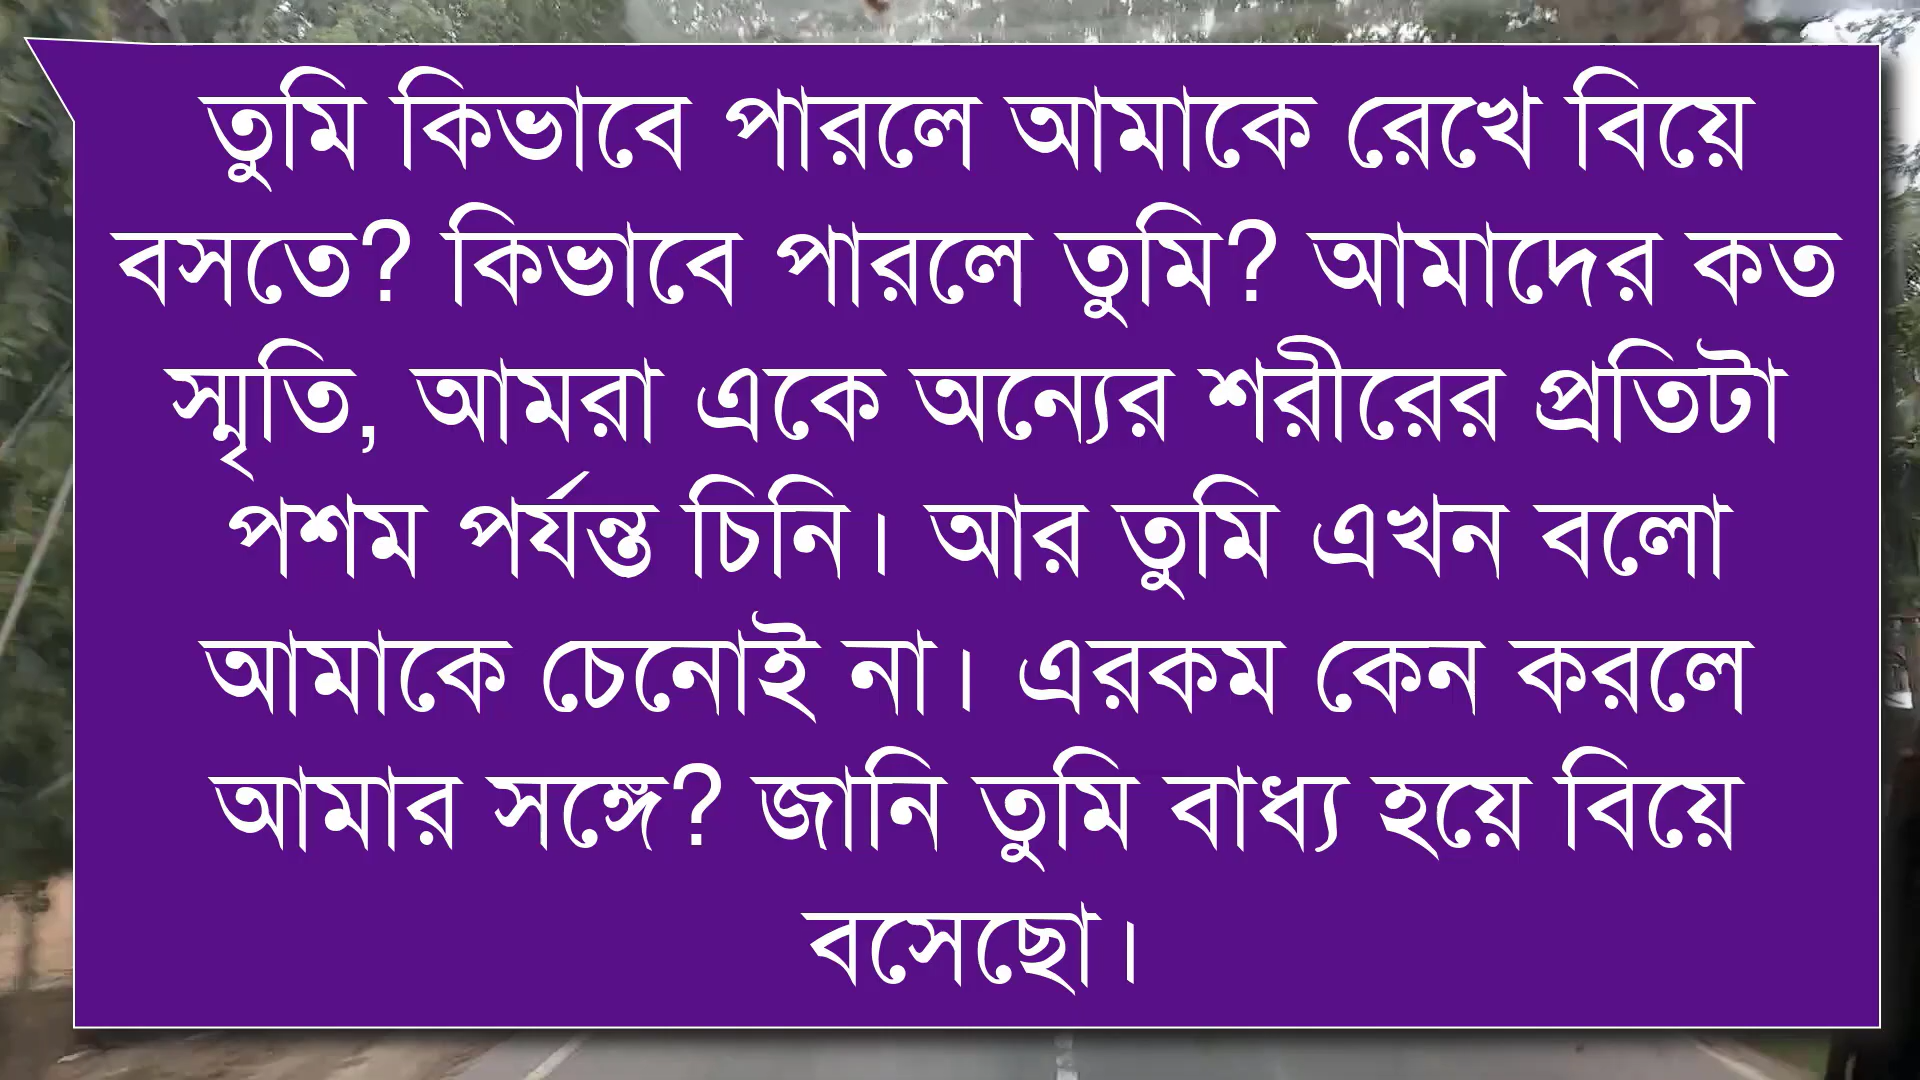 তুমি কিভাবে পারলে আমাকে রেখে বিয়ে
বসতে? কিভাবে পারলে তুমি? আমাদের কত
স্মৃতি, আমরা একে অন্যের শরীরের প্রতিটা
পশম পর্যন্ত চিনি। আর তুমি এখন বলো
আমাকে চেনোই না। এরকম কেন করলে
আমার সঙ্গে? জানি তুমি বাধ্য হয়ে বিয়ে
বসেছো।